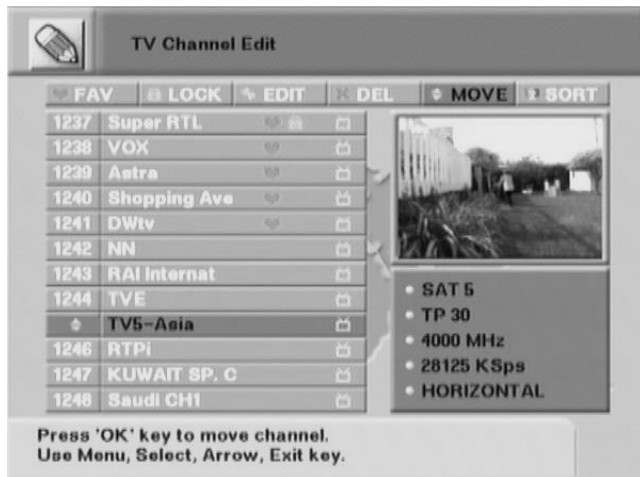 TV Channel Edit
FAV LOCK EDIT DEL MOVE SORT
1237 Super RTL
1238 VOX
1239 Astra
1240 Shopping Ave
1241 DWtv
1242 NN
1243 RAI Internat
1244 TVE
TV5-Asia
1246 RTPi
1247 KUWAIT SP. C
1248 Saudi CH1
SAT 5
TP 30
4000 MHz
28125 KSps
HORIZONTAL
Press 'OK' key to move channel.
Use Menu, Select, Arrow, Exit key.